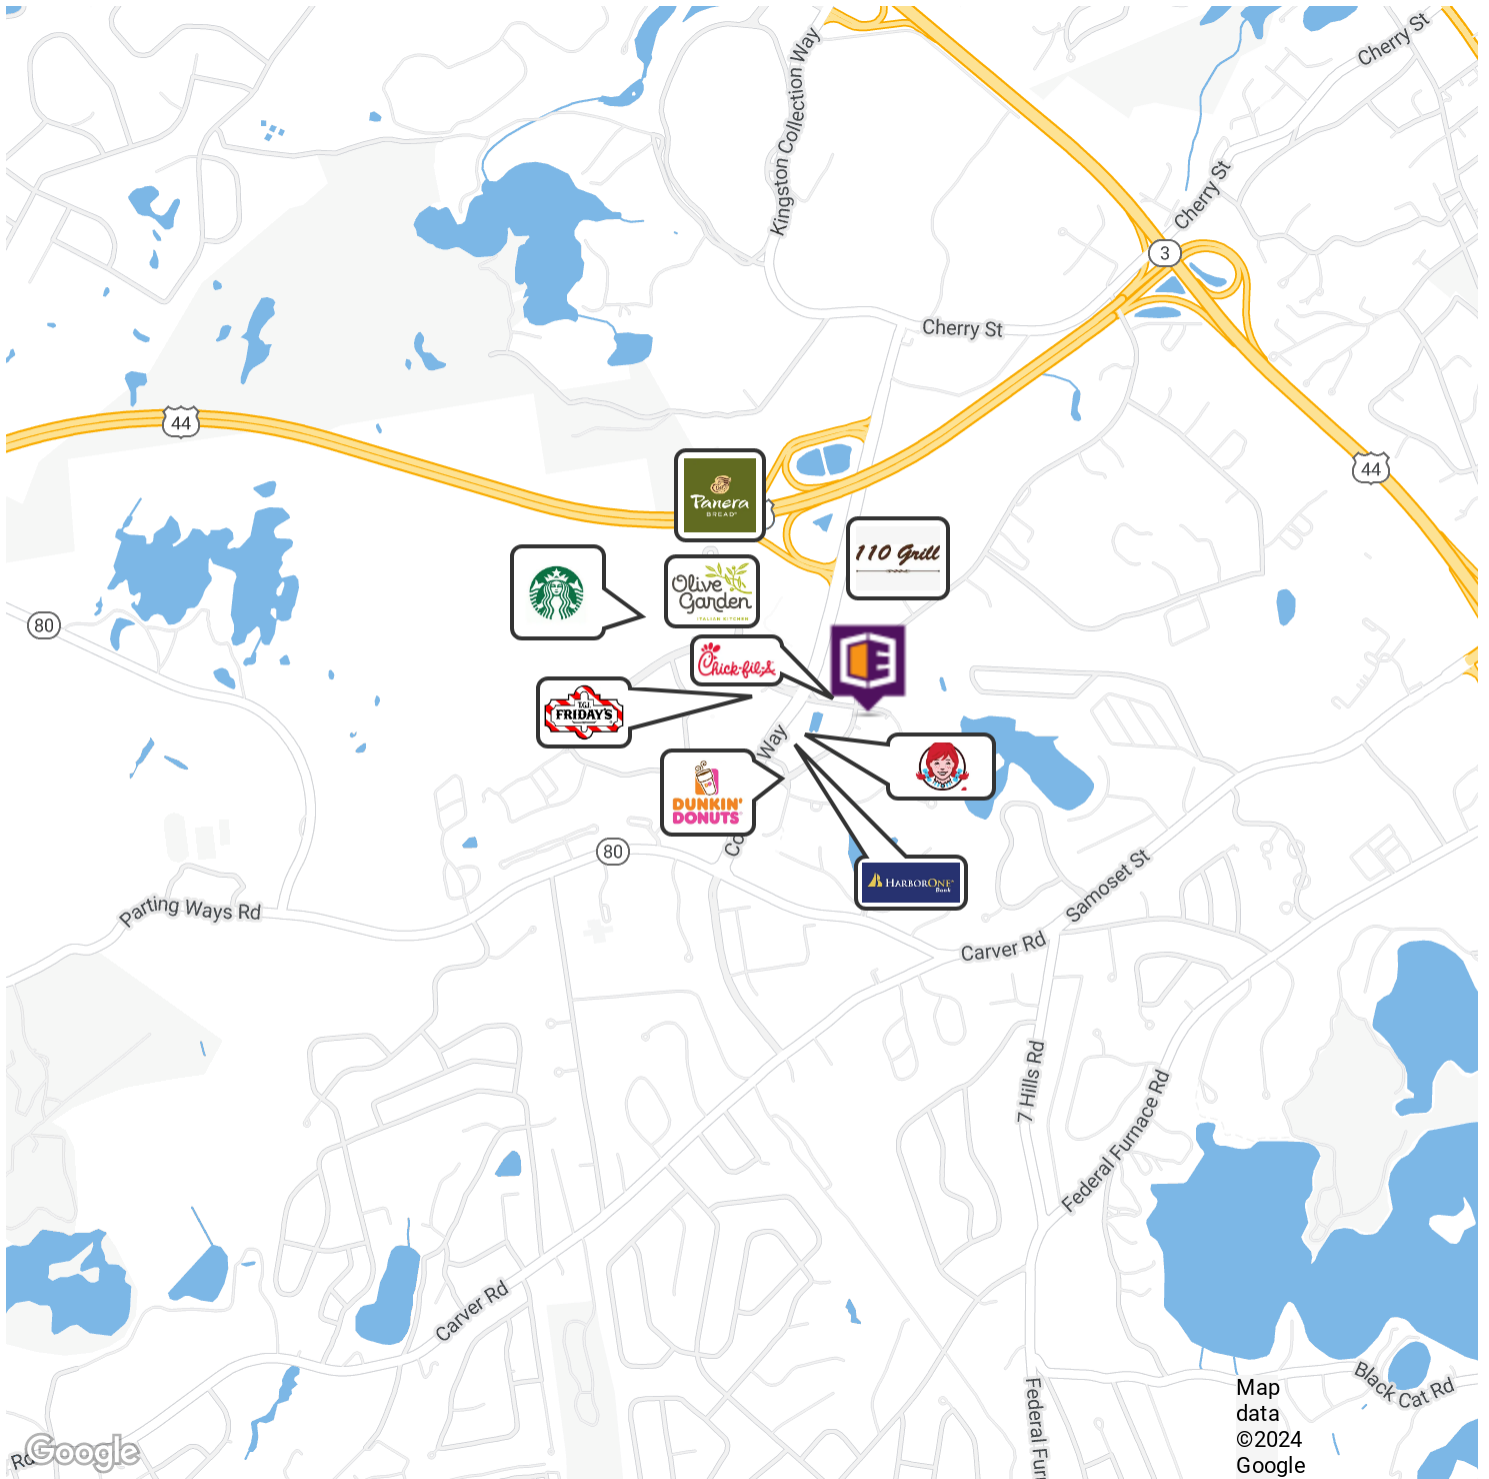 Cherry St
Kingston Collection Way
Cherry St
3
Cherry St
44
44
Panera
BREAD®
110 Grill
Olive
Garden
ITALIAN KITCHEN
80
Chick-fil-A
T.G.I.
FRIDAY'S
Way
DUNKIN'
DONUTS
Co
80
HARBORONE
Bank
Samoset St
Parting Ways Rd
Carver Rd
7 Hills Rd
Federal Furnace Rd
Carver Rd
Black Cat Rd
Federal Fur
Rd
Google
Map
data
©2024
Google